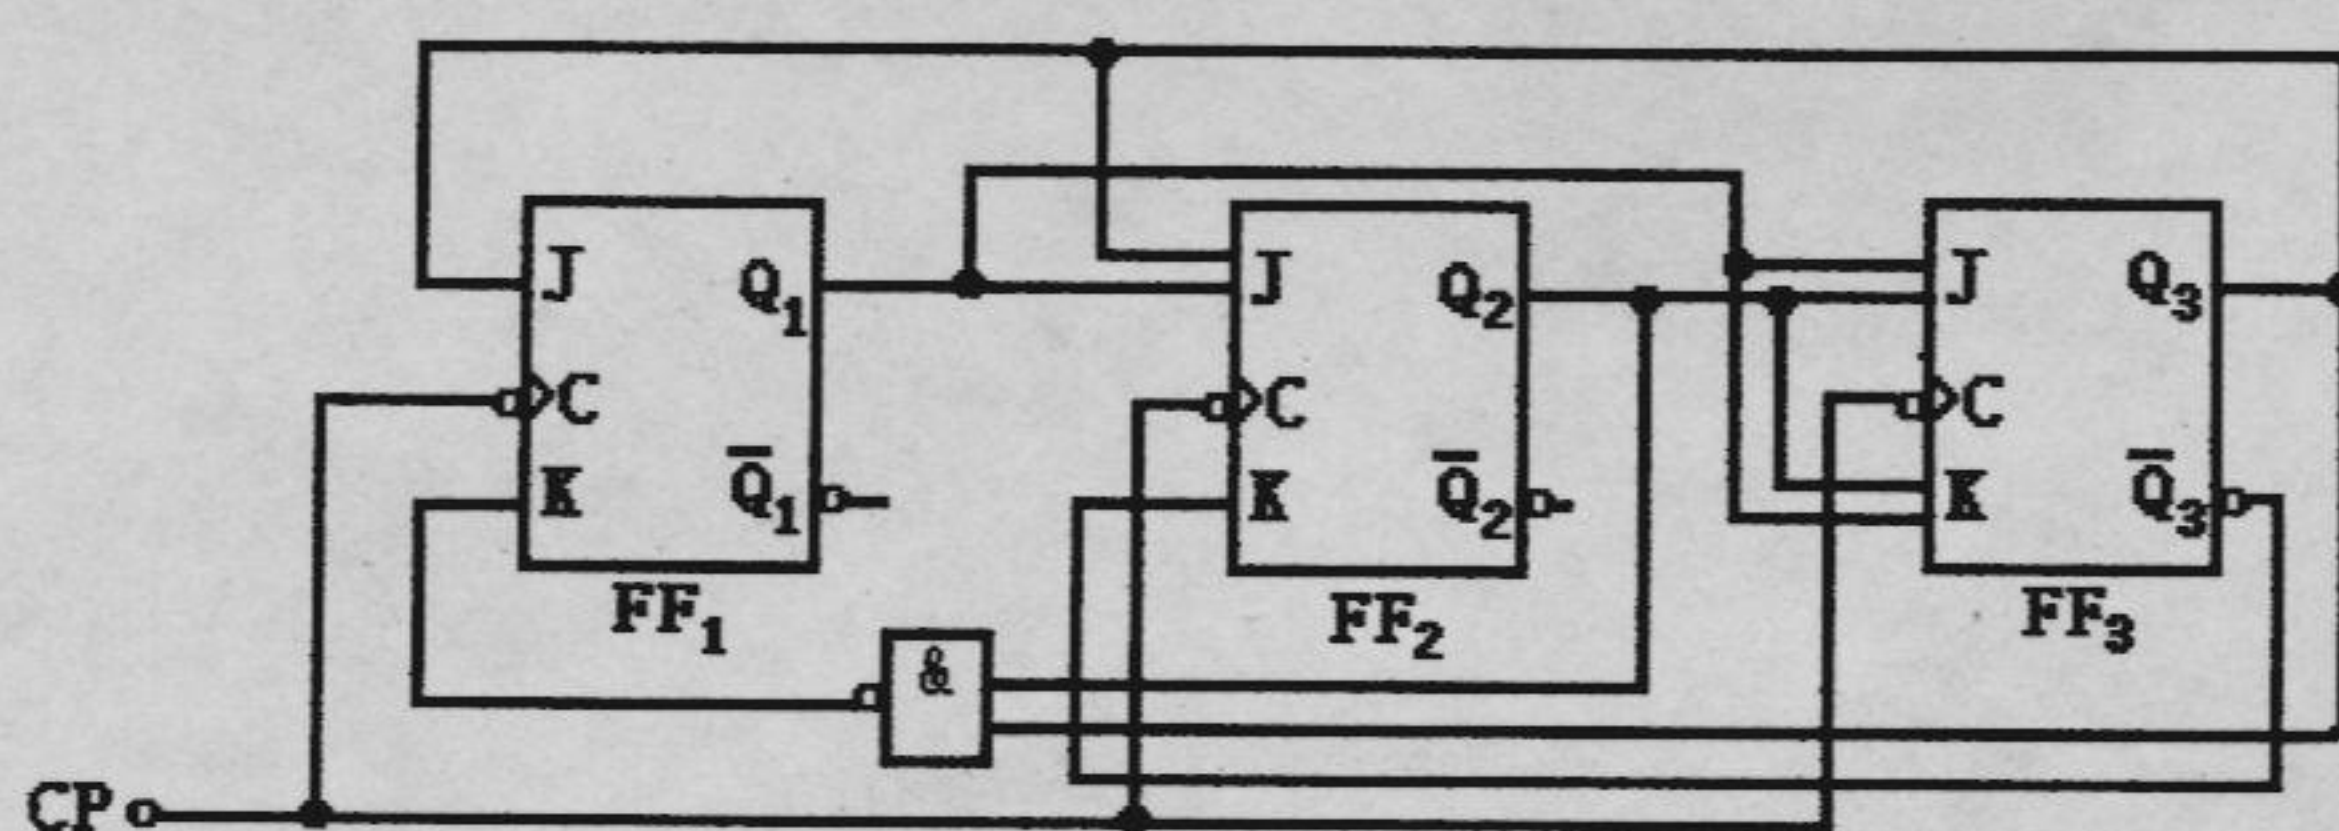 J Q₁ J Q₂ J Q₃
C C C
K Q̅₁ K Q̅₂ K Q̅₃
FF₁ FF₂ FF₃
&
CP